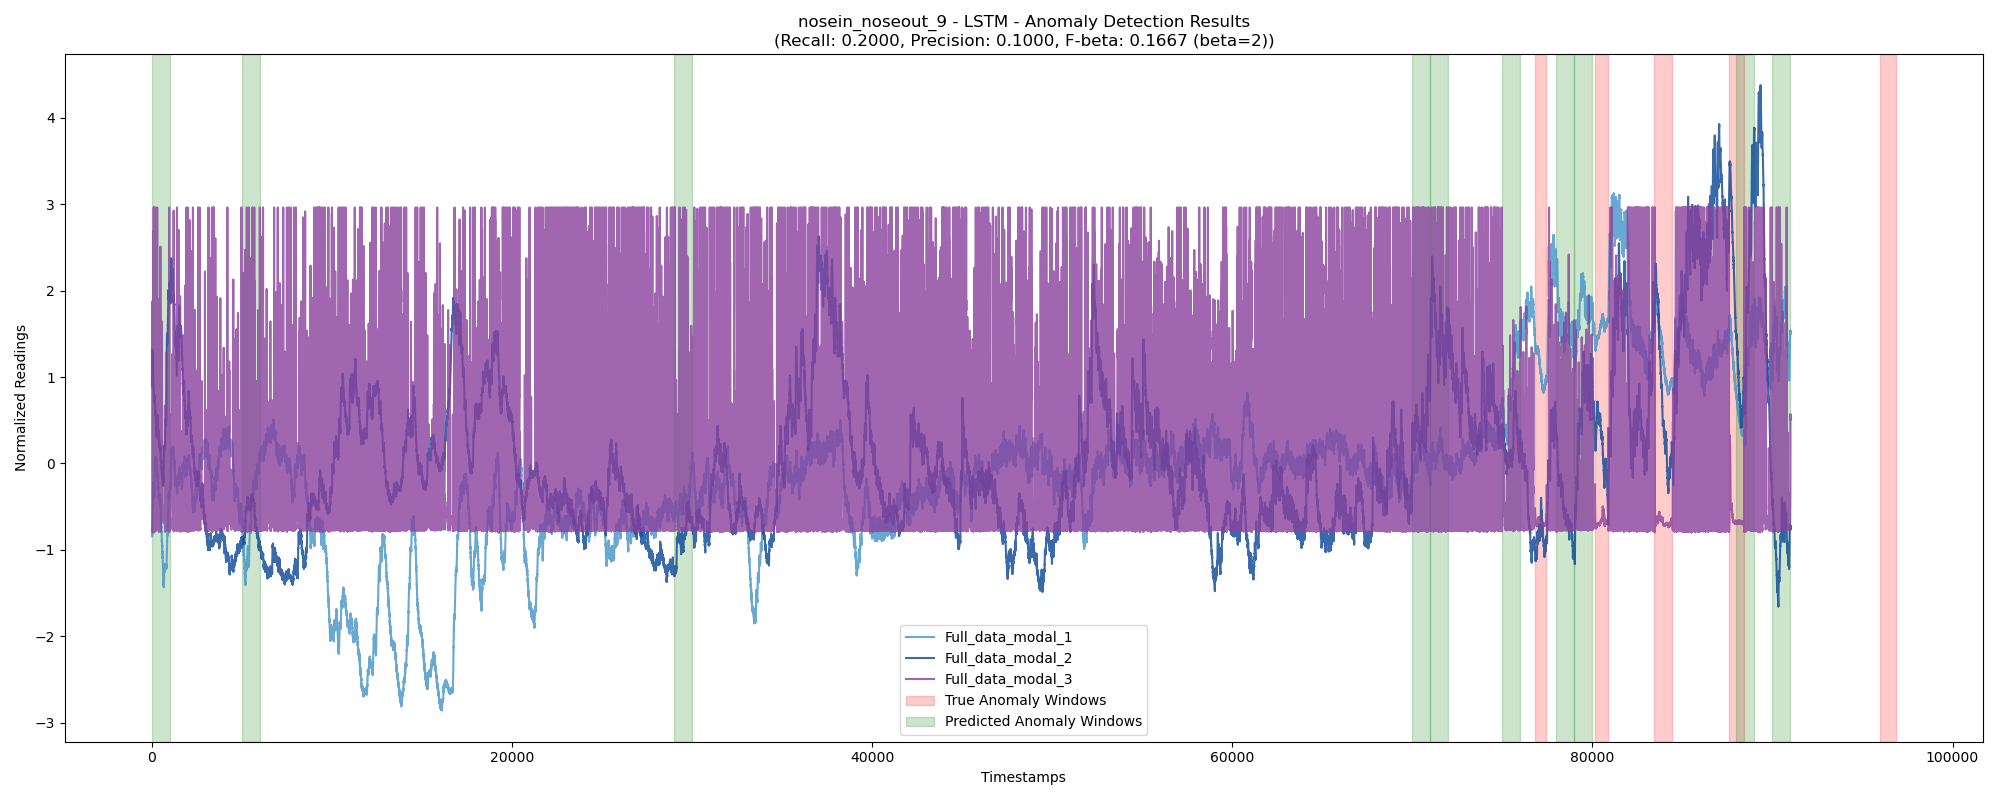 nosein_noseout_9 - LSTM - Anomaly Detection Results
(Recall: 0.2000, Precision: 0.1000, F-beta: 0.1667 (beta=2))
Normalized Readings
4
3
2
1
0
−1
−2
−3
Full_data_modal_1
Full_data_modal_2
Full_data_modal_3
True Anomaly Windows
Predicted Anomaly Windows
0
20000
40000
60000
80000
100000
Timestamps